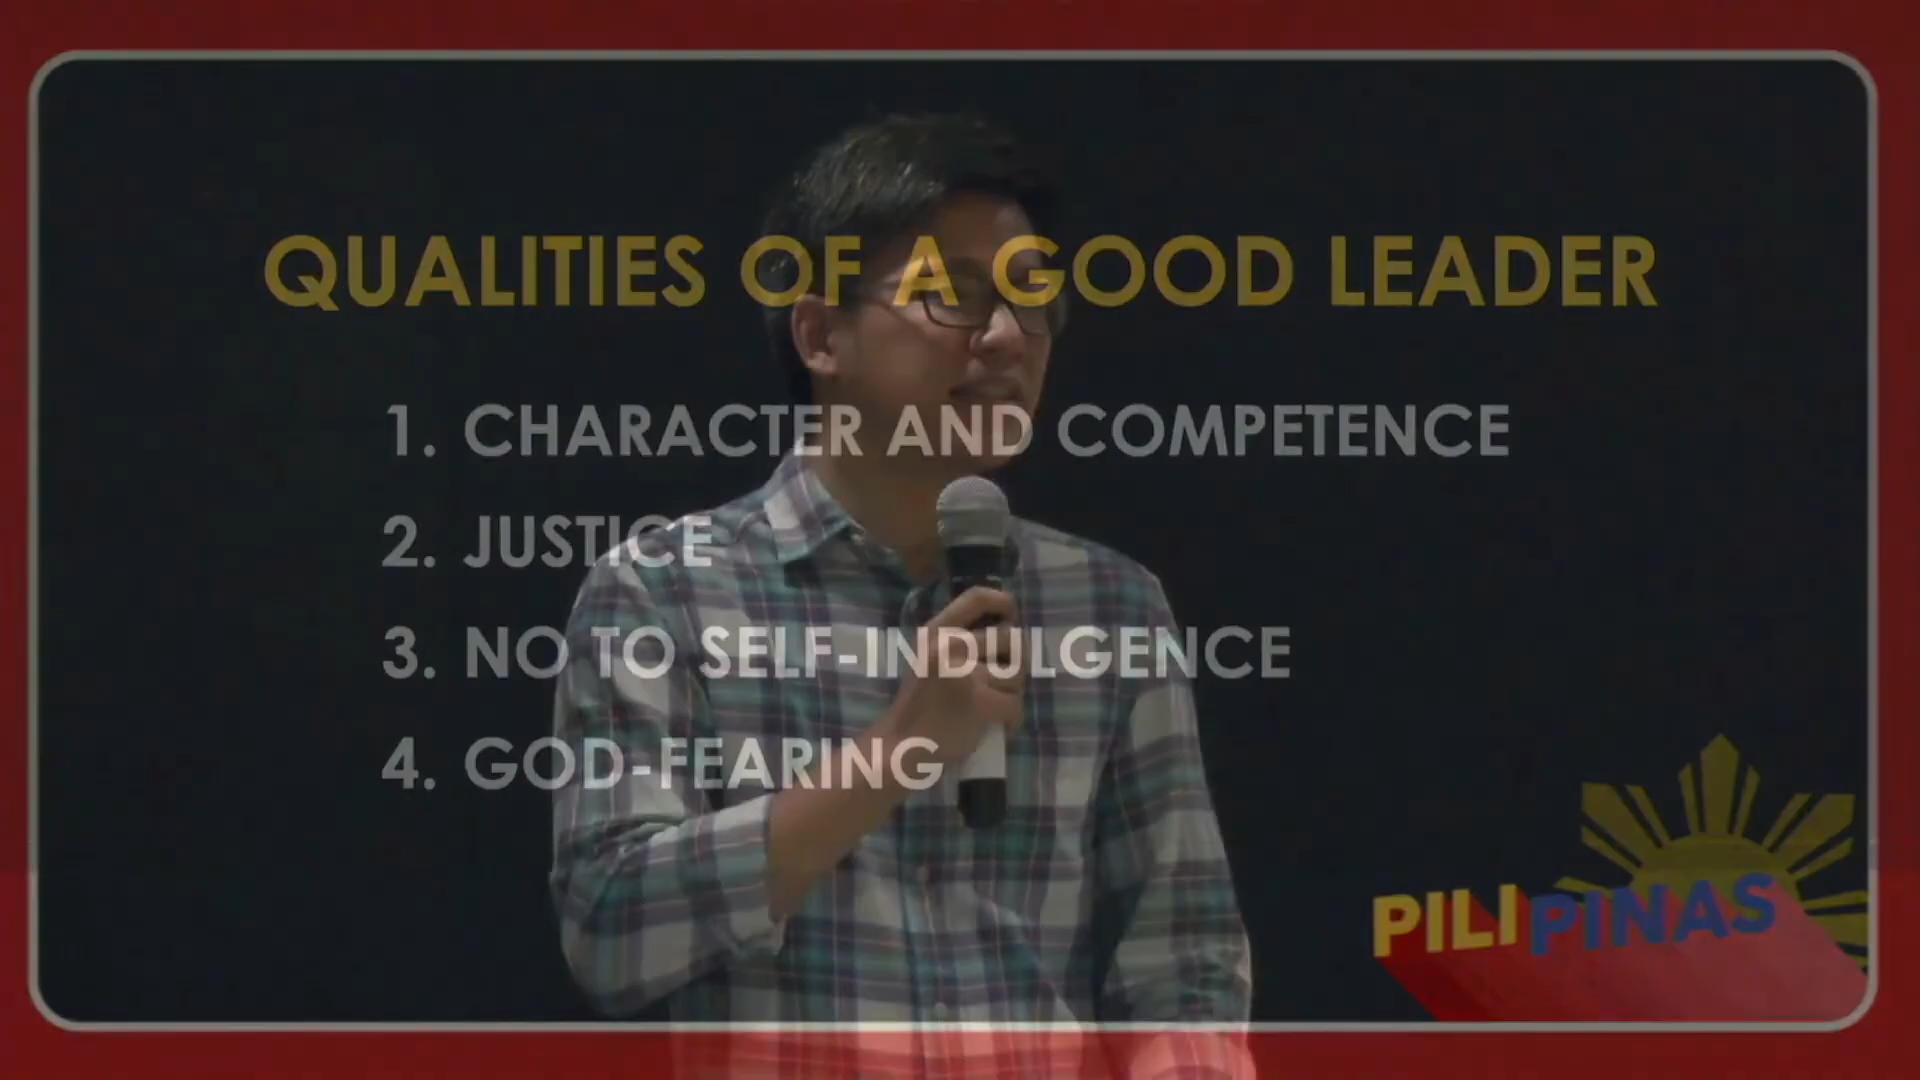 QUALITIES OF A GOOD LEADER
1. CHARACTER AND COMPETENCE
2. JUSTICE
3. NO TO SELF-INDULGENCE
4. GOD-FEARING
PILIPINAS